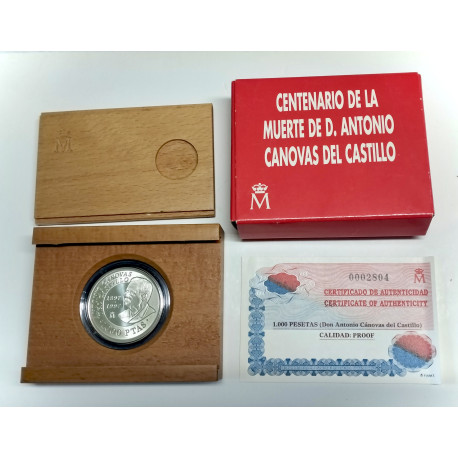 CENTENARIO DE LA
MUERTE DE D. ANTONIO
CANOVAS DEL CASTILLO
M
M
0002804
CERTIFICADO DE AUTENTICIDAD
CERTIFICATE OF AUTHENTICITY
1.000 PESETAS (Don Antonio Cánovas del Castillo)
CALIDAD: PROOF
CANOVAS
1897
1997
PTAS